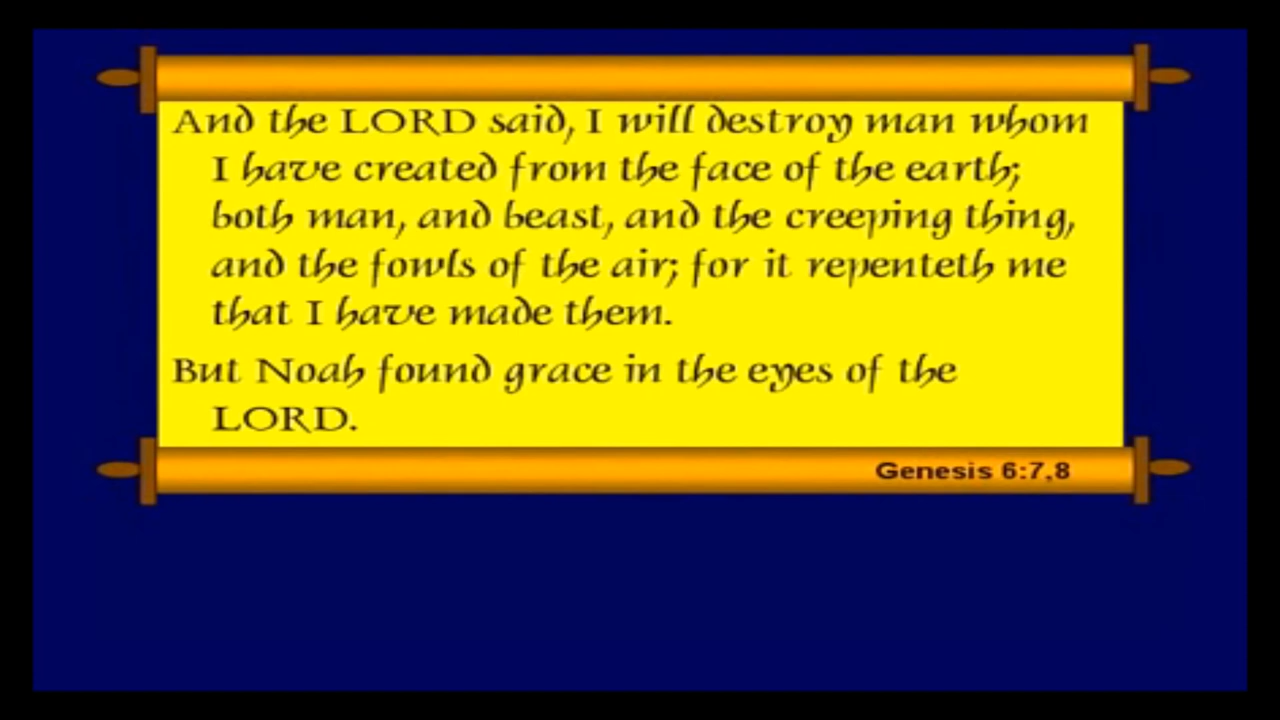 And the LORD said, I will destroy man whom
I have created from the face of the earth;
both man, and beast, and the creeping thing,
and the fowls of the air; for it repenteth me
that I have made them.
But Noah found grace in the eyes of the
LORD.
Genesis 6:7,8